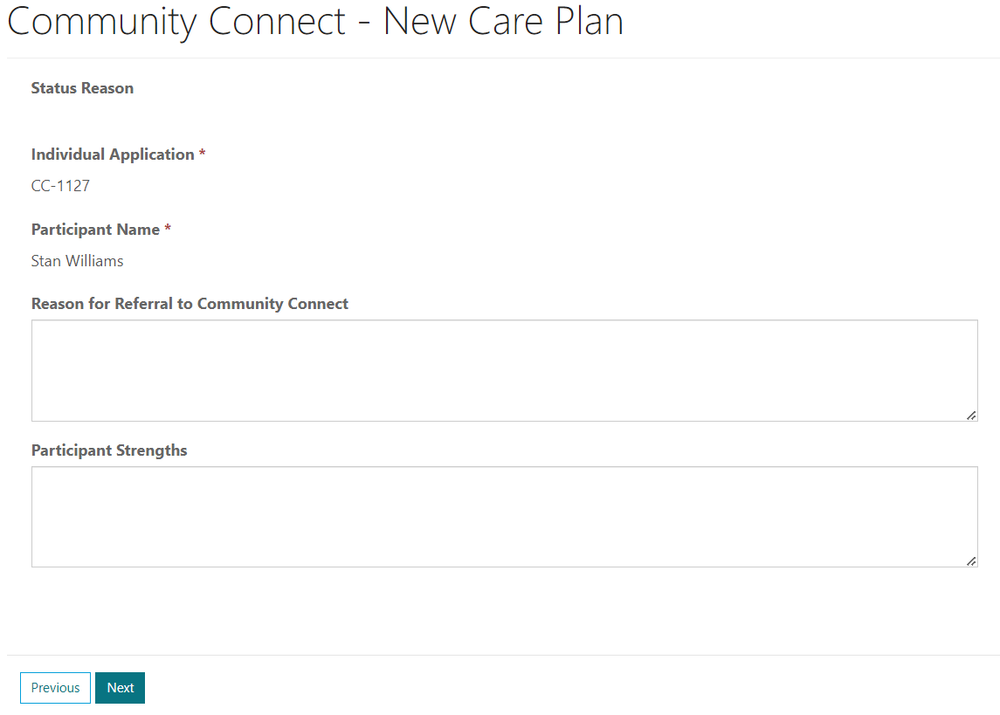 Community Connect - New Care Plan
Status Reason
Individual Application *
CC-1127
Participant Name *
Stan Williams
Reason for Referral to Community Connect
Participant Strengths
Previous Next